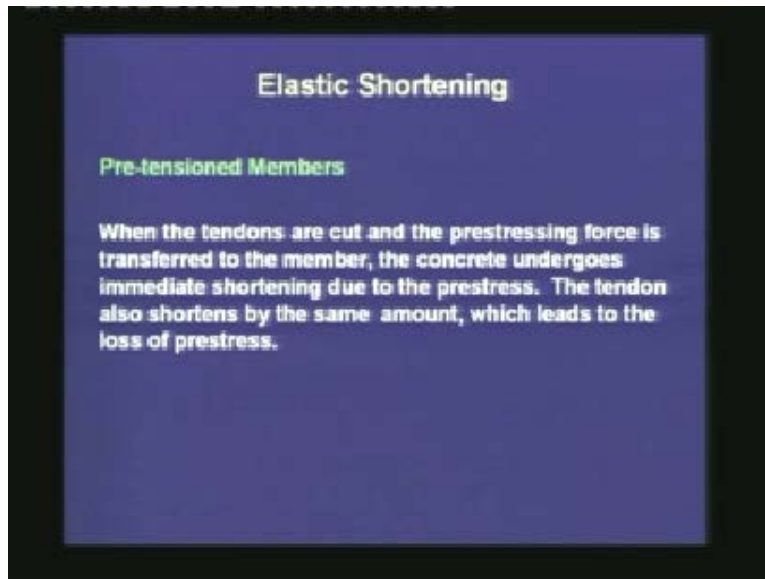 Elastic Shortening
Pre-tensioned Members
When the tendons are cut and the prestressing force is
transferred to the member, the concrete undergoes
immediate shortening due to the prestress. The tendon
also shortens by the same amount, which leads to the
loss of prestress.